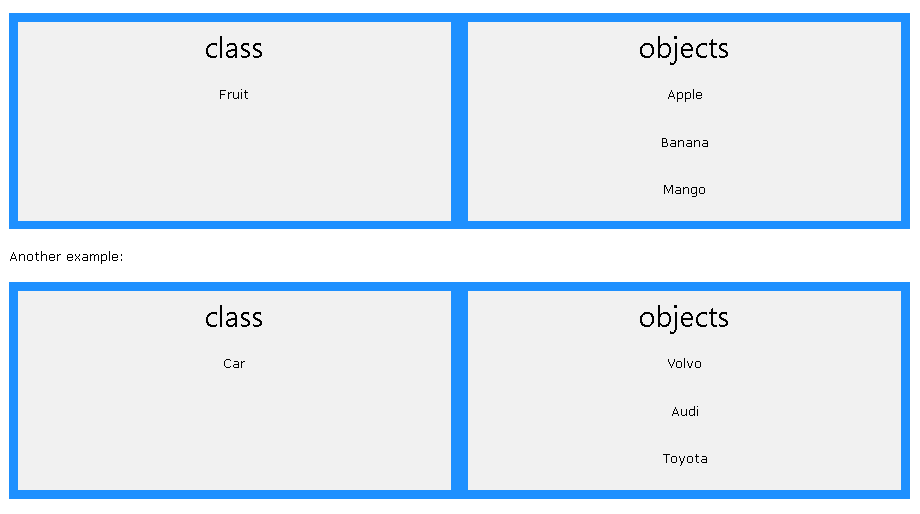 class
Fruit
objects
Apple
Banana
Mango
Another example:
class
Car
objects
Volvo
Audi
Toyota